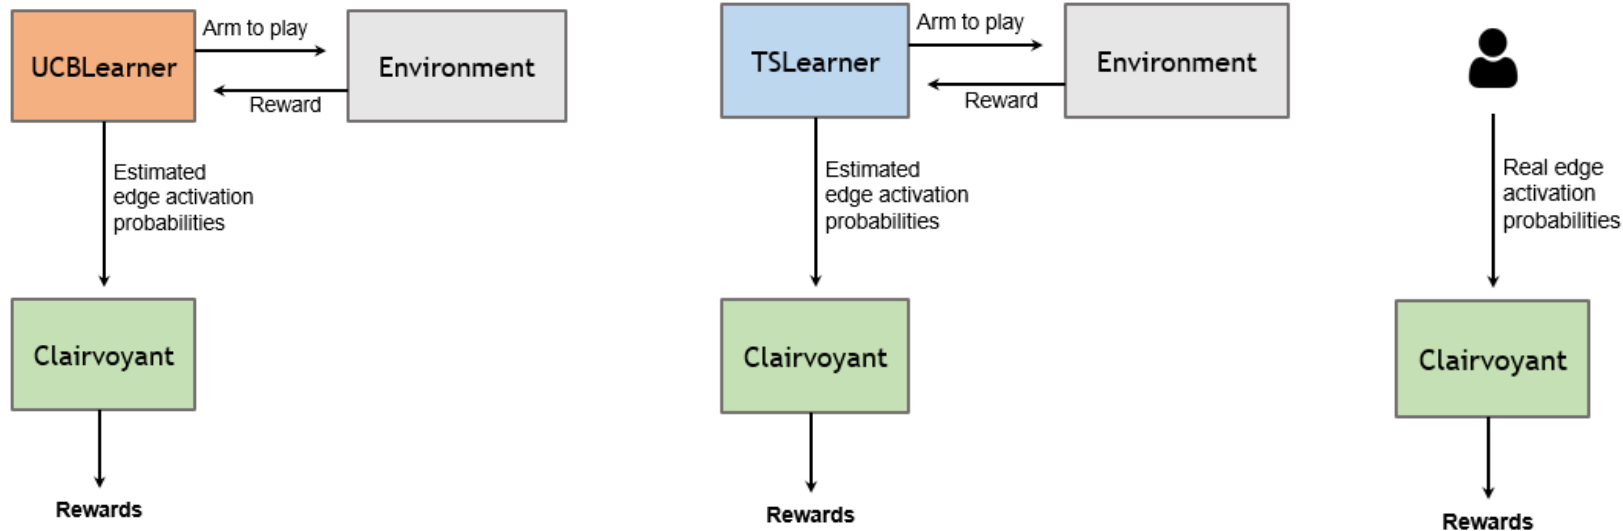 UCBLearner
Arm to play
Reward
Environment
Estimated
edge activation
probabilities
Clairvoyant
Rewards
TSLearner
Arm to play
Reward
Environment
Estimated
edge activation
probabilities
Clairvoyant
Rewards
Real edge
activation
probabilities
Clairvoyant
Rewards